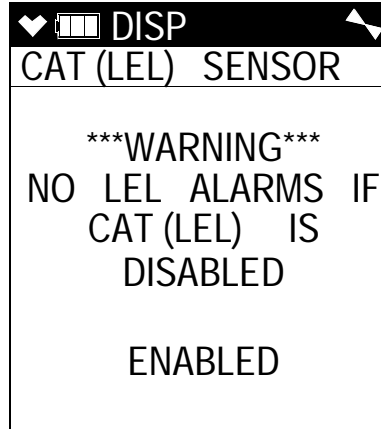 DISP
CAT (LEL) SENSOR
***WARNING***
NO LEL ALARMS IF
CAT (LEL) IS
DISABLED
ENABLED